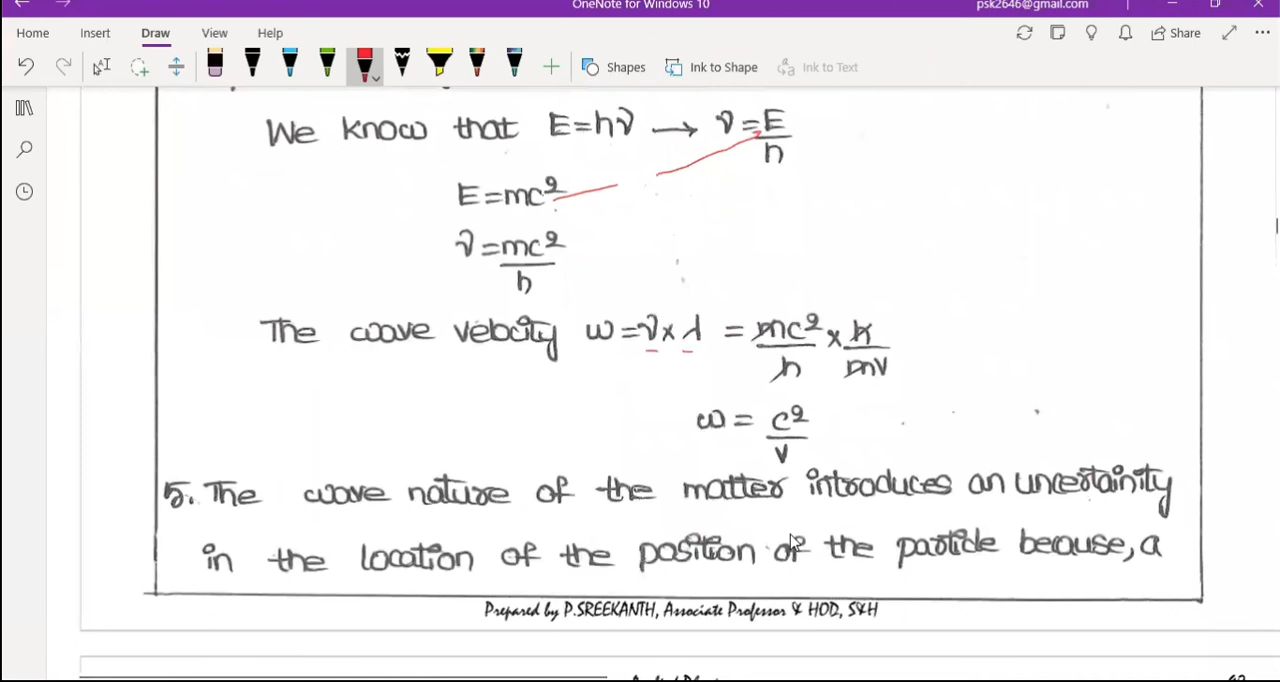 OneNote for Windows 10
psk2646@gmail.com
Home Insert Draw View Help
Share
Shapes Ink to Shape Ink to Text
We know that E=hν → ν=E/h
E=mc²
ν=mc²/h
The wave velocity ω=ν×λ = mc²/h × h/mv
ω = c²/v
5. The wave nature of the matter introduces an uncertainity
in the location of the position of the particle because, a
Prepared by P.SREEKANTH, Associate Professor & HOD, S&H